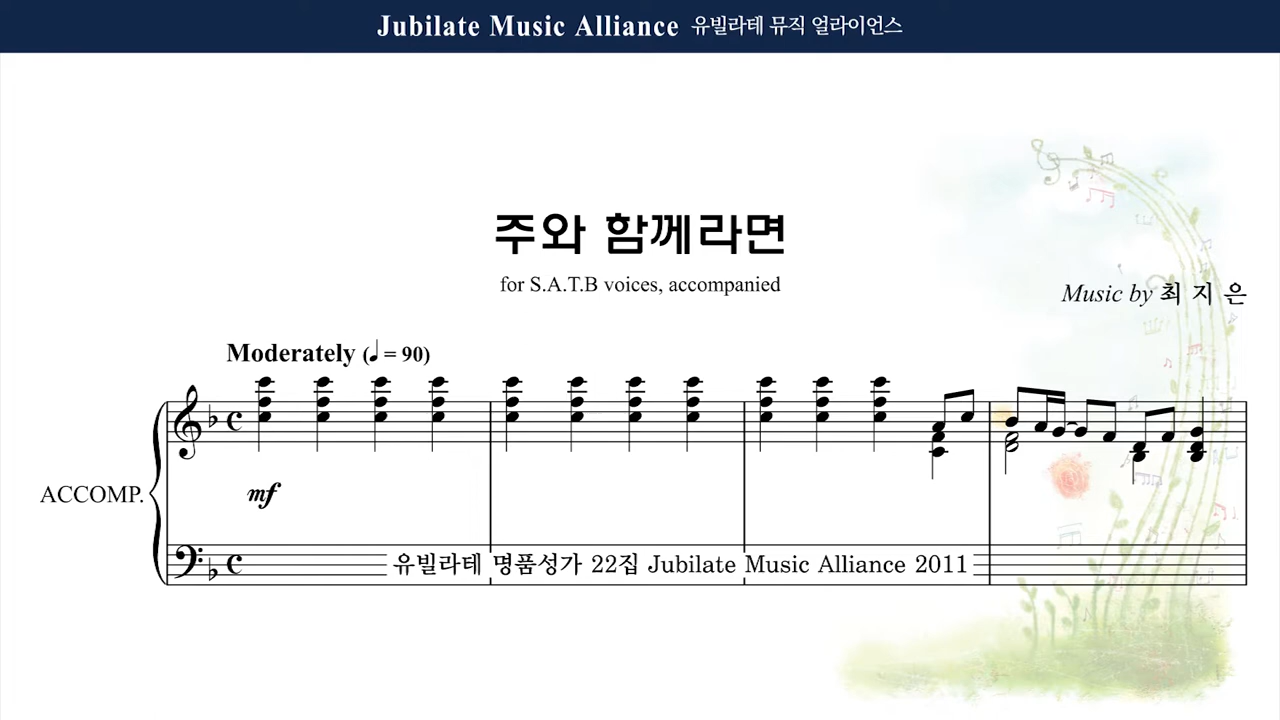 Jubilate Music Alliance 유빌라테 뮤직 얼라이언스
주와 함께라면
for S.A.T.B voices, accompanied
Music by 최 지 은
Moderately (♩ = 90)
ACCOMP.
mf
유빌라테 명품성가 22집 Jubilate Music Alliance 2011